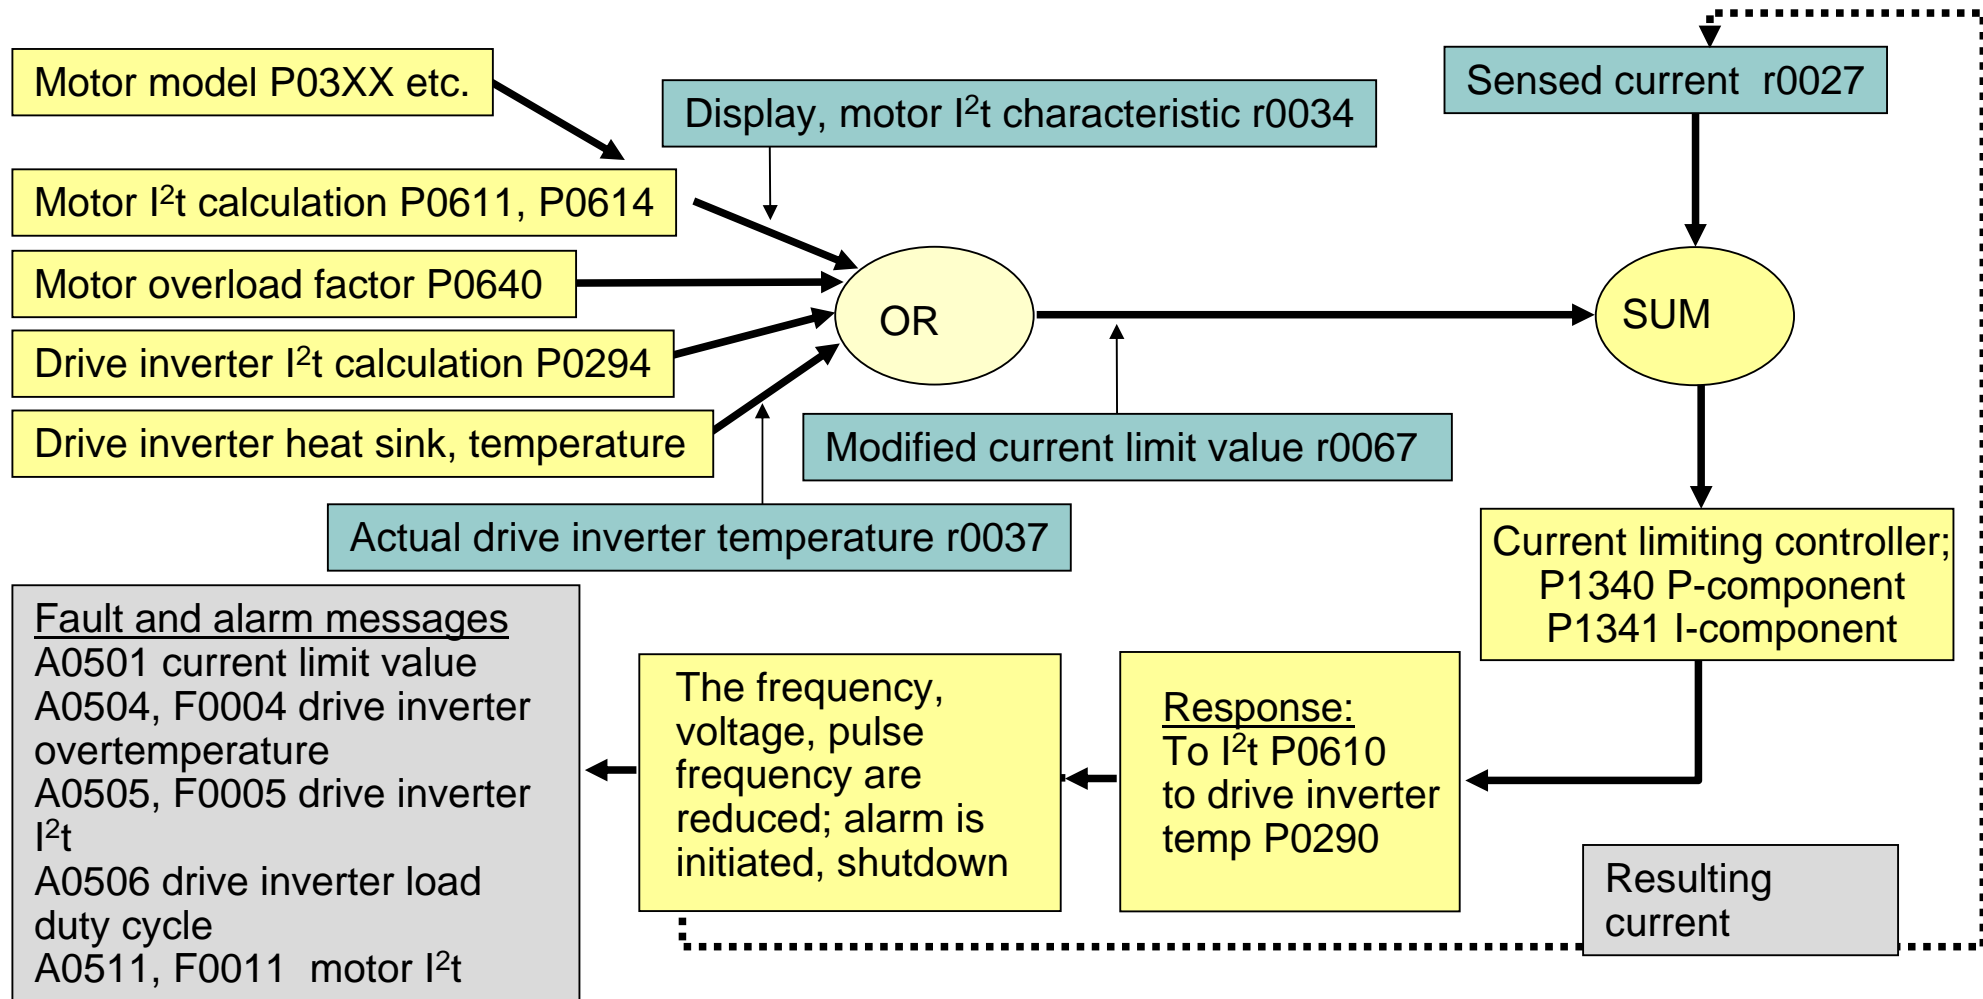 Motor model P03XX etc.
Display, motor I²t characteristic r0034
Sensed current r0027
Motor I²t calculation P0611, P0614
Motor overload factor P0640
OR
SUM
Drive inverter I²t calculation P0294
Drive inverter heat sink, temperature
Modified current limit value r0067
Actual drive inverter temperature r0037
Current limiting controller;
P1340 P-component
P1341 I-component
Fault and alarm messages
A0501 current limit value
A0504, F0004 drive inverter
overtemperature
A0505, F0005 drive inverter
I²t
A0506 drive inverter load
duty cycle
A0511, F0011 motor I²t
The frequency,
voltage, pulse
frequency are
reduced; alarm is
initiated, shutdown
Response:
To I²t P0610
to drive inverter
temp P0290
Resulting
current